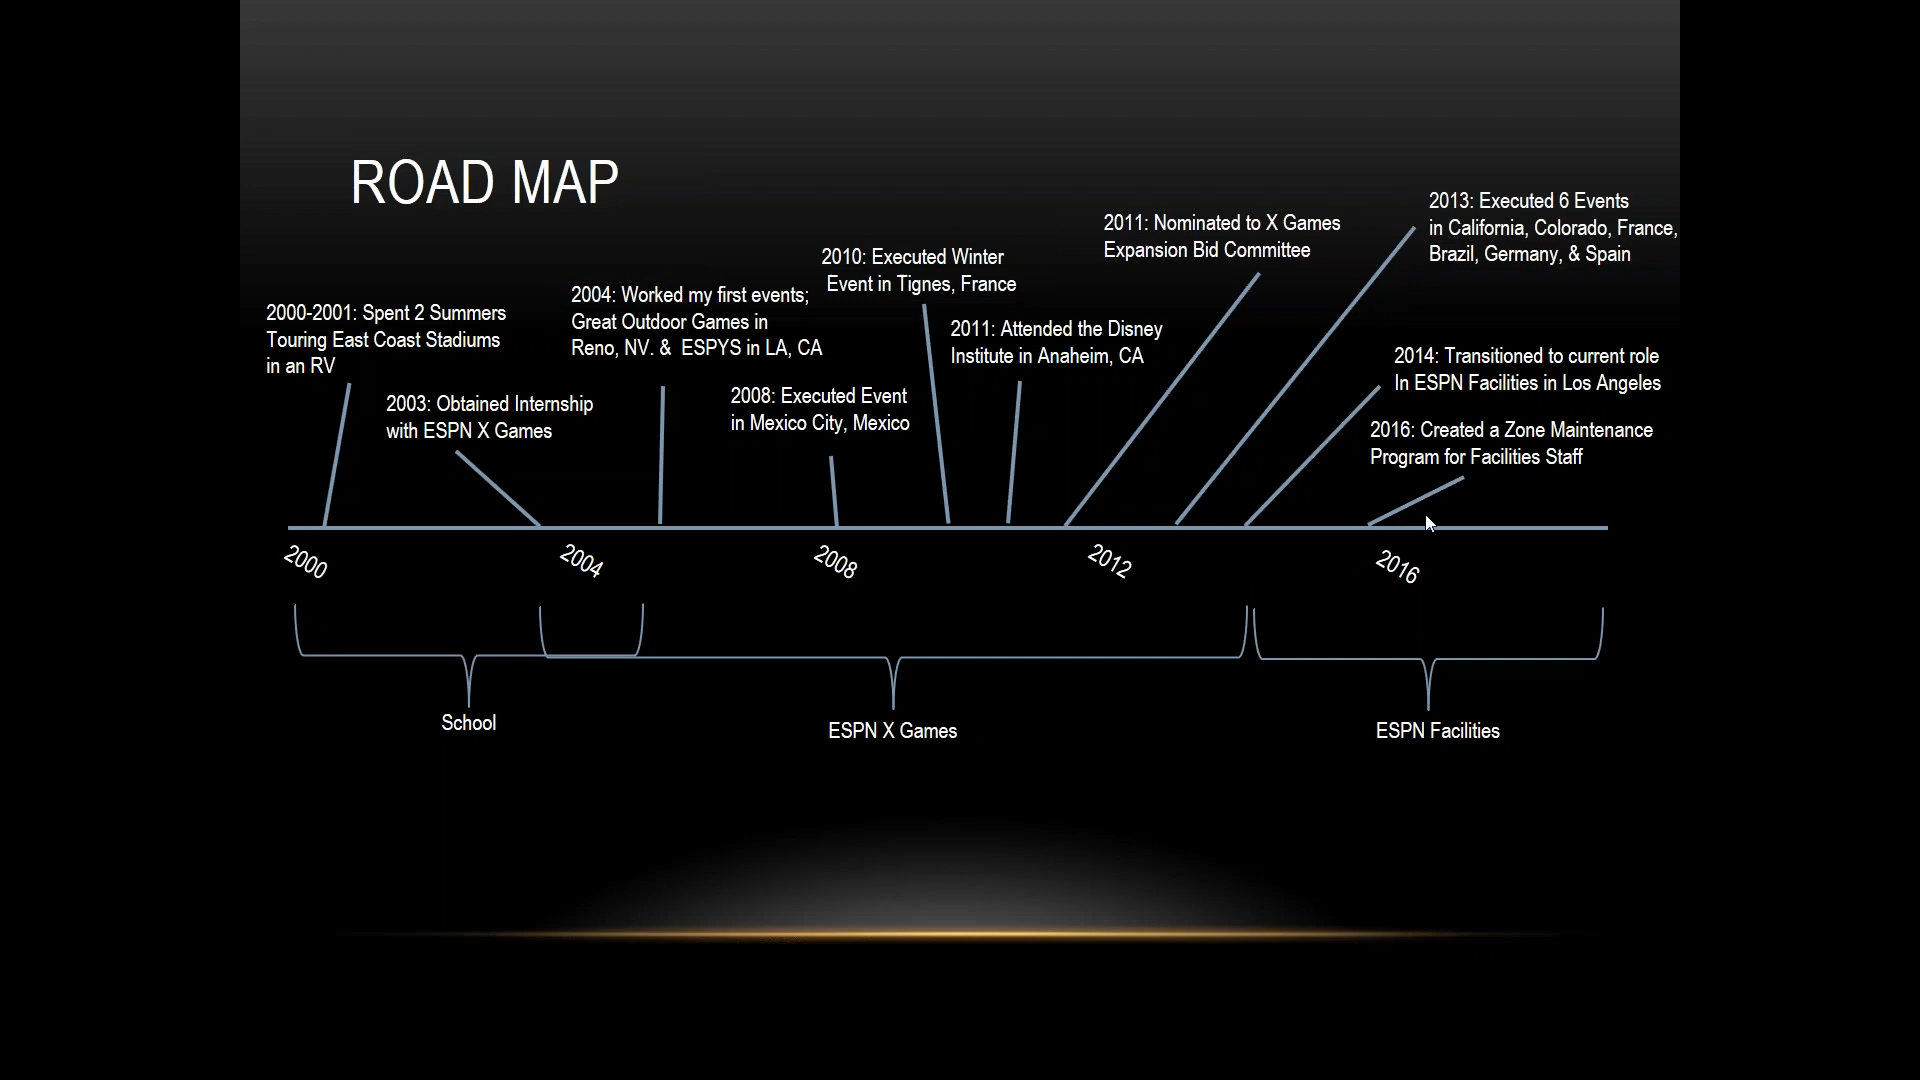 ROAD MAP
2000-2001: Spent 2 Summers
Touring East Coast Stadiums
in an RV
2003: Obtained Internship
with ESPN X Games
2004: Worked my first events;
Great Outdoor Games in
Reno, NV. &  ESPYS in LA, CA
2008: Executed Event
in Mexico City, Mexico
2010: Executed Winter
Event in Tignes, France
2011: Attended the Disney
Institute in Anaheim, CA
2011: Nominated to X Games
Expansion Bid Committee
2013: Executed 6 Events
in California, Colorado, France,
Brazil, Germany, & Spain
2014: Transitioned to current role
In ESPN Facilities in Los Angeles
2016: Created a Zone Maintenance
Program for Facilities Staff
2000
2004
2008
2012
2016
School
ESPN X Games
ESPN Facilities